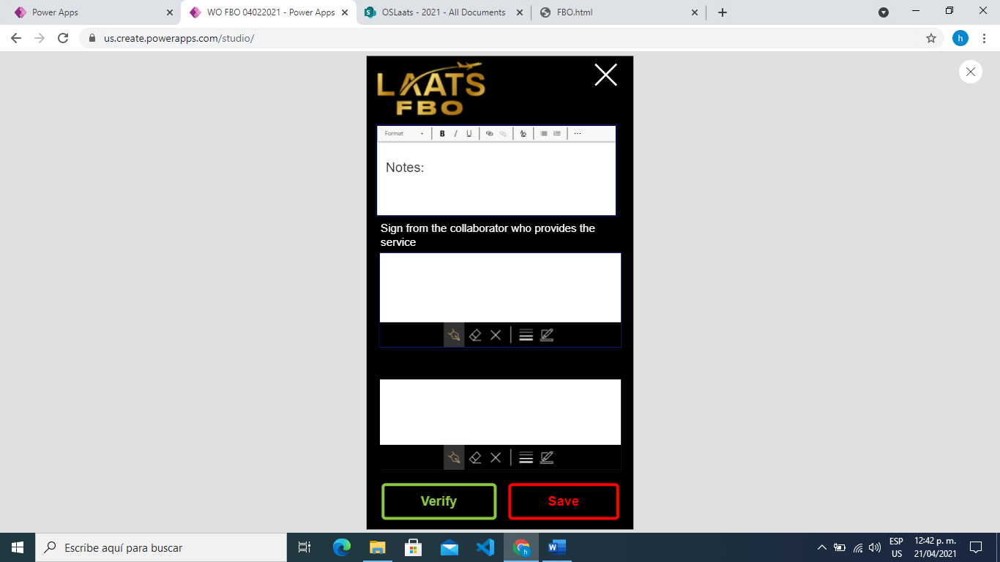 Power Apps
WO FBO 04022021 - Power Apps
OSLaats - 2021 - All Documents
FBO.html
us.create.powerapps.com/studio/
h
LAATS
FBO
Format
B I U
Notes:
Sign from the collaborator who provides the
service
Verify
Save
Escribe aquí para buscar
h
ESP
US
12:42 p. m.
21/04/2021